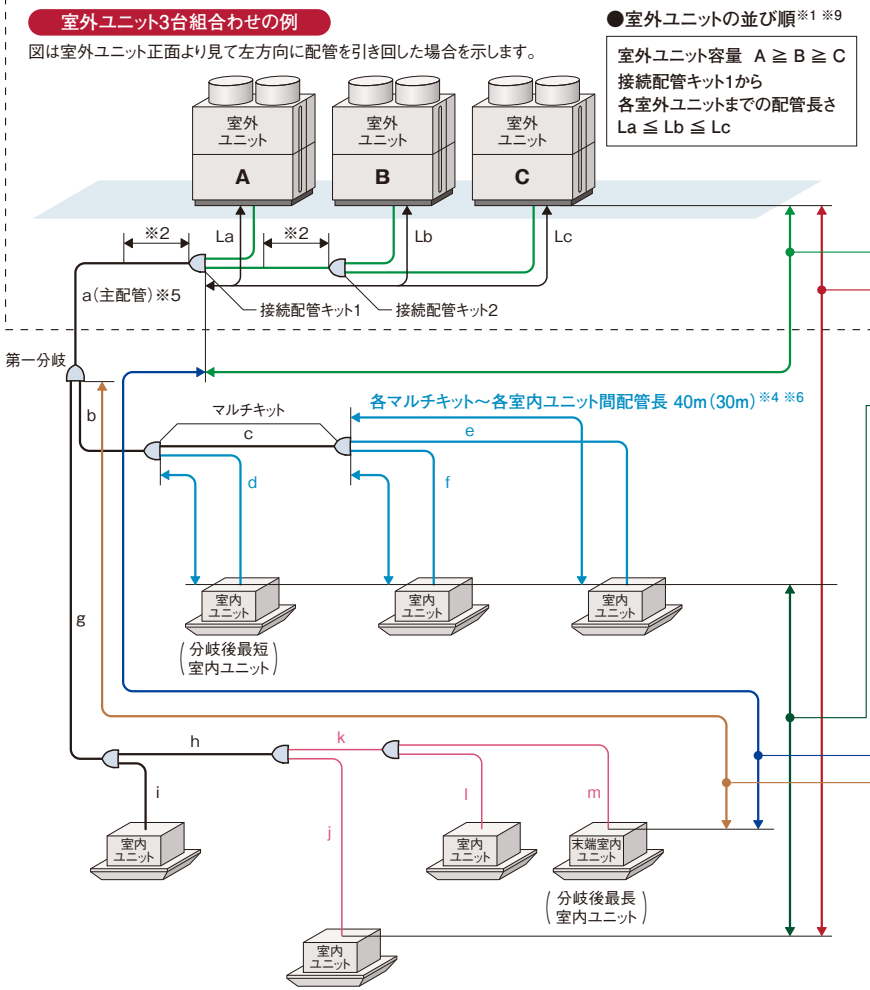 室外ユニット3台組合わせの例
図は室外ユニット正面より見て左方向に配管を引き回した場合を示します。
●室外ユニットの並び順※1 ※9
室外ユニット容量 A ≧ B ≧ C
接続配管キット1から
各室外ユニットまでの配管長さ
La ≦ Lb ≦ Lc
室外
ユニット
A
室外
ユニット
B
室外
ユニット
C
※2
La
※2
Lb
Lc
a(主配管)※5
接続配管キット1
接続配管キット2
第一分岐
b
マルチキット
c
各マルチキット～各室内ユニット間配管長 40m(30m)※4 ※6
e
d
f
g
室内
ユニット
(分岐後最短
室内ユニット)
室内
ユニット
室内
ユニット
h
k
i
j
l
m
室内
ユニット
室内
ユニット
末端室内
ユニット
(分岐後最長
室内ユニット)
室内
ユニット